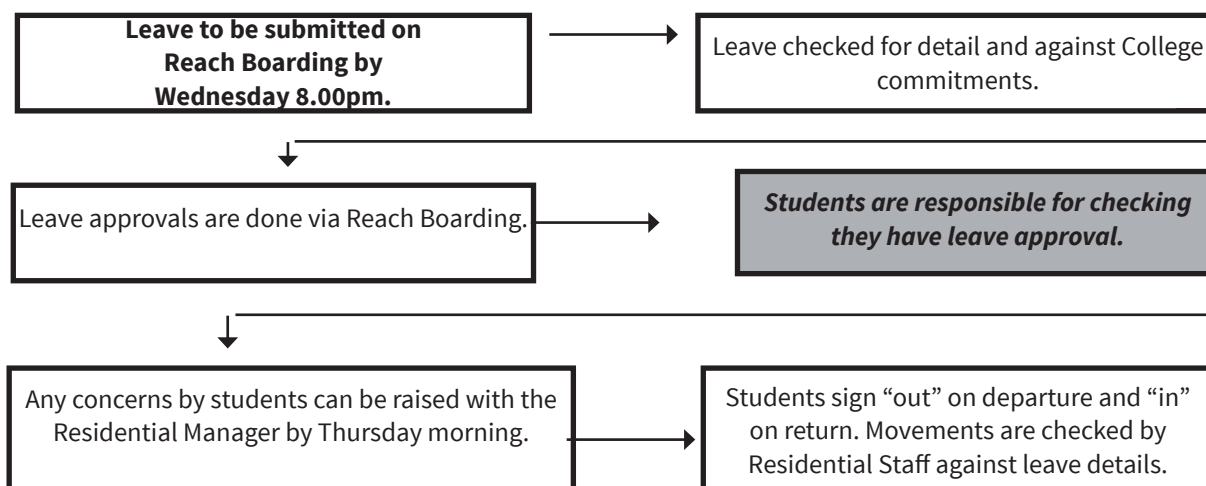 Leave to be submitted on
Reach Boarding by
Wednesday 8.00pm.
Leave checked for detail and against College
commitments.
Leave approvals are done via Reach Boarding.
Students are responsible for checking
they have leave approval.
Any concerns by students can be raised with the
Residential Manager by Thursday morning.
Students sign “out” on departure and “in”
on return. Movements are checked by
Residential Staff against leave details.